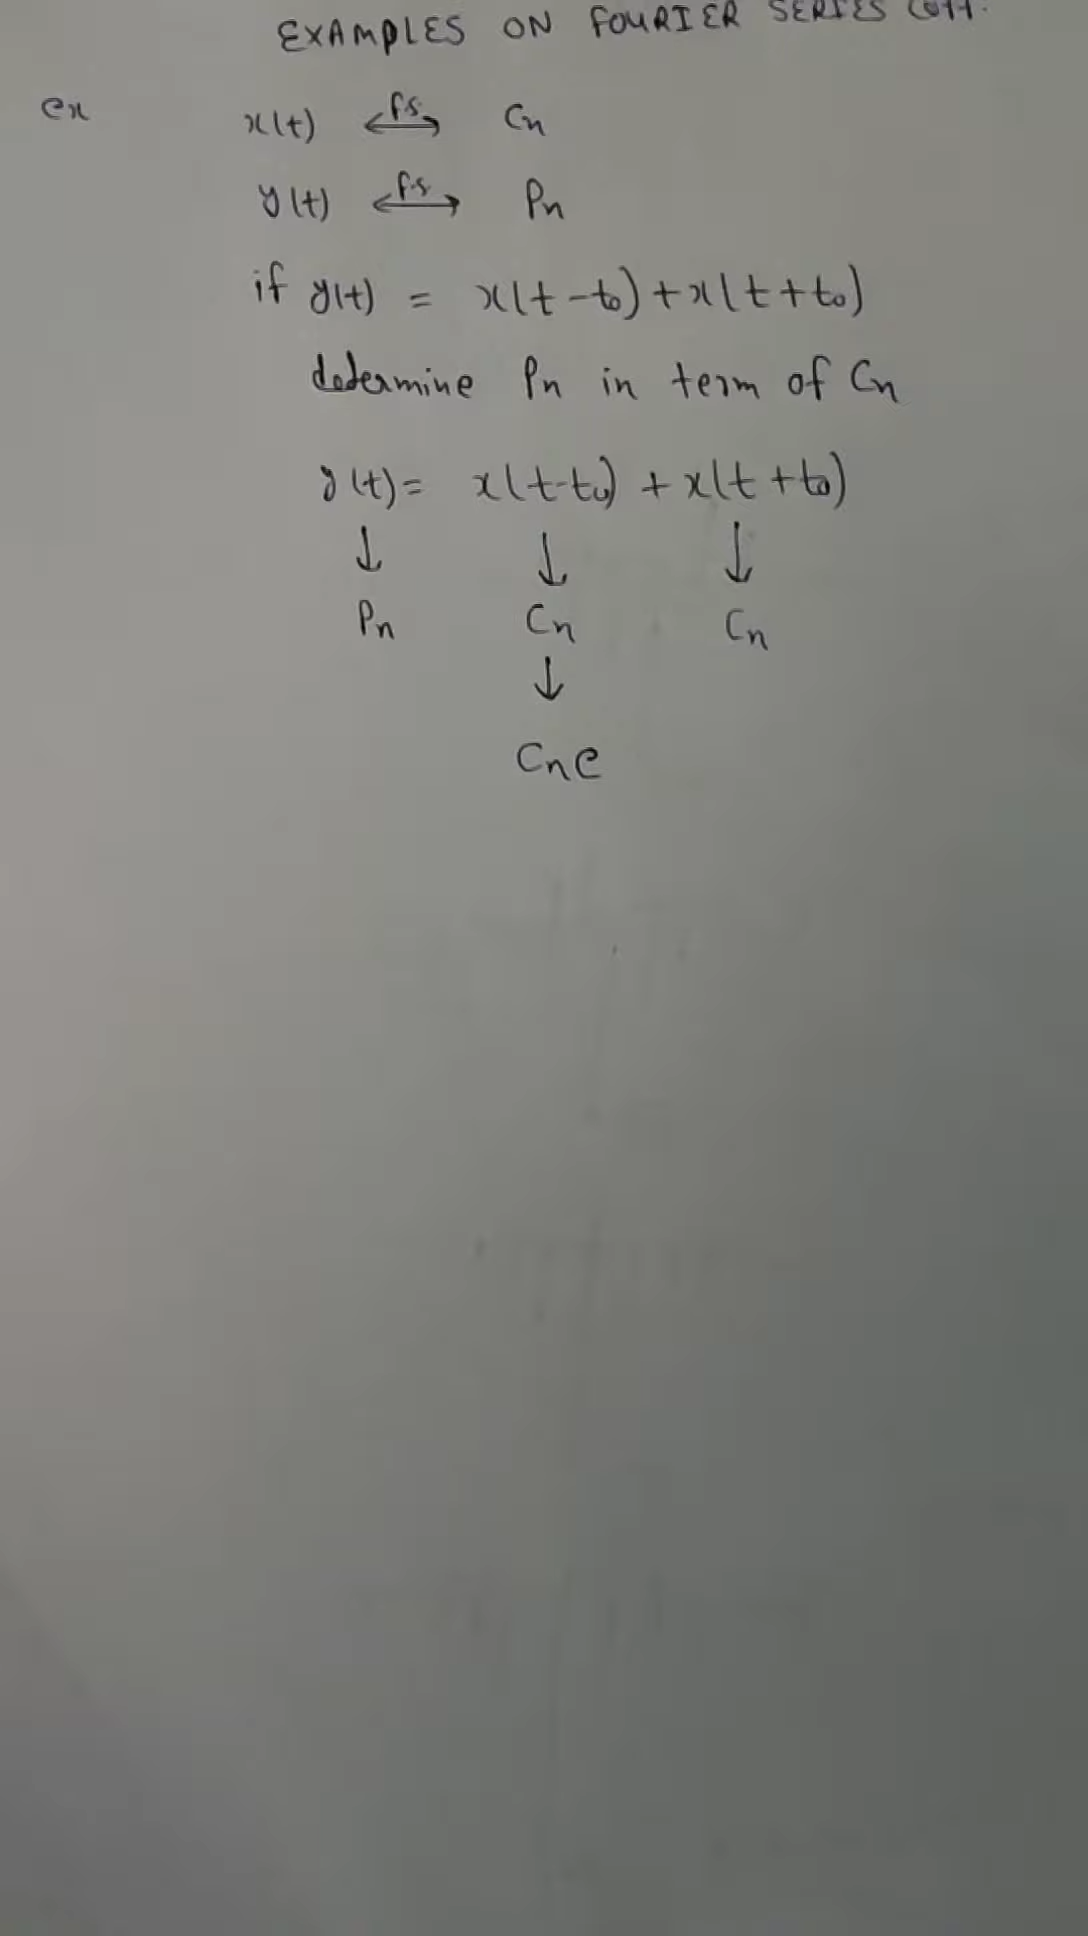 EXAMPLES ON FOURIER SERIES
ex x(t) <-f.s.-> Cn
y(t) <-f.s.-> Pn
if y(t) = x(t-t₀)+x(t+t₀)
determine Pn in term of Cn
y(t)= x(t-t₀) + x(t+t₀)
↓ ↓ ↓
Pn Cn Cn
↓
Cne